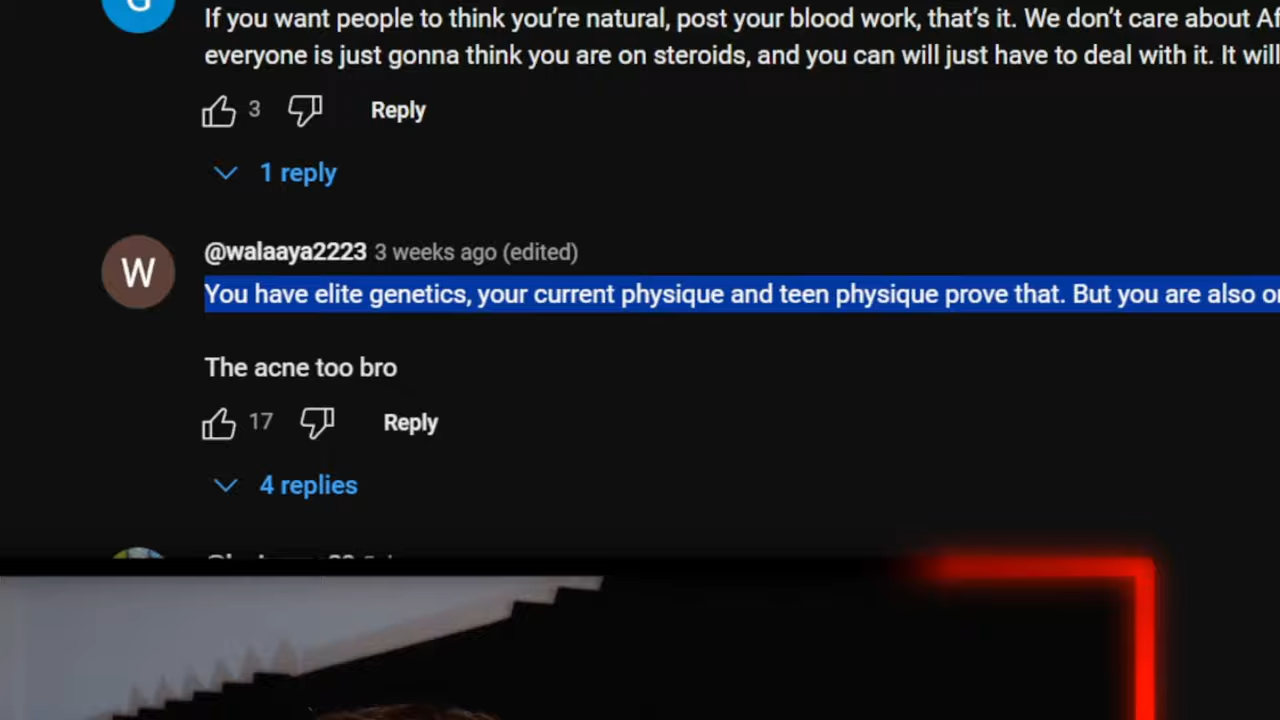 G
If you want people to think you're natural, post your blood work, that's it. We don't care about
everyone is just gonna think you are on steroids, and you can will just have to deal with it. It will
3 Reply
1 reply
W
@walaaya2223 3 weeks ago (edited)
You have elite genetics, your current physique and teen physique prove that. But you are also
The acne too bro
17 Reply
4 replies